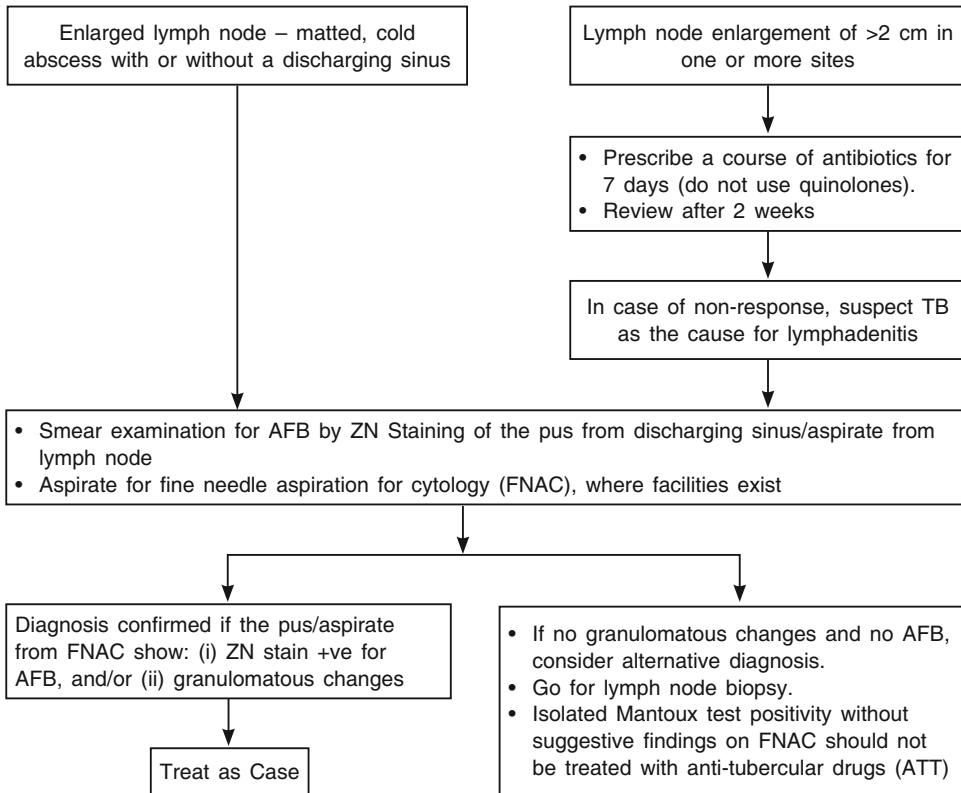 Enlarged lymph node – matted, cold
abscess with or without a discharging sinus
Lymph node enlargement of >2 cm in
one or more sites
• Prescribe a course of antibiotics for
7 days (do not use quinolones).
• Review after 2 weeks
In case of non-response, suspect TB
as the cause for lymphadenitis
• Smear examination for AFB by ZN Staining of the pus from discharging sinus/aspirate from
lymph node
• Aspirate for fine needle aspiration for cytology (FNAC), where facilities exist
Diagnosis confirmed if the pus/aspirate
from FNAC show: (i) ZN stain +ve for
AFB, and/or (ii) granulomatous changes
Treat as Case
• If no granulomatous changes and no AFB,
consider alternative diagnosis.
• Go for lymph node biopsy.
• Isolated Mantoux test positivity without
suggestive findings on FNAC should not
be treated with anti-tubercular drugs (ATT)